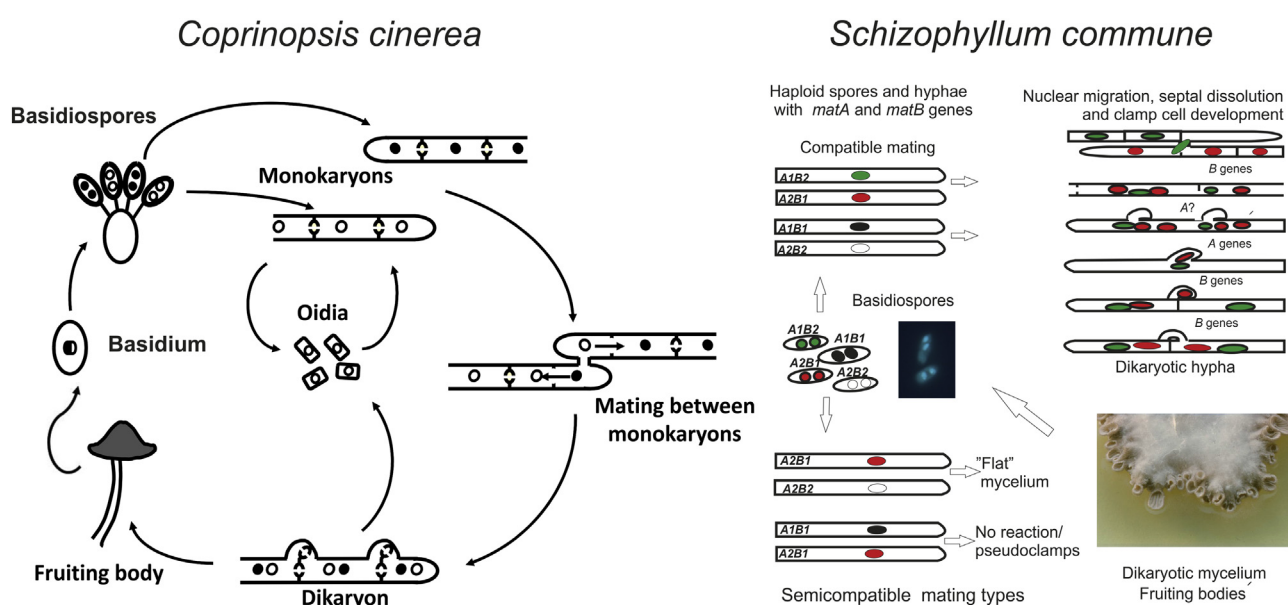 Coprinopsis cinerea
Basidiospores
Monokaryons
Oidia
Basidium
Mating between
monokaryons
Fruiting body
Dikaryon
Schizophyllum commune
Haploid spores and hyphae
with matA and matB genes
Compatible mating
A1B2
A2B1
A1B1
A2B2
Basidiospores
A1B2
A1B1
A2B1
A2B2
A2B1
A2B2
"Flat"
mycelium
A1B1
A2B1
No reaction/
pseudoclamps
Semicompatible mating types
Nuclear migration, septal dissolution
and clamp cell development
B genes
A?
A genes
B genes
B genes
Dikaryotic hypha
Dikaryotic mycelium
Fruiting bodies